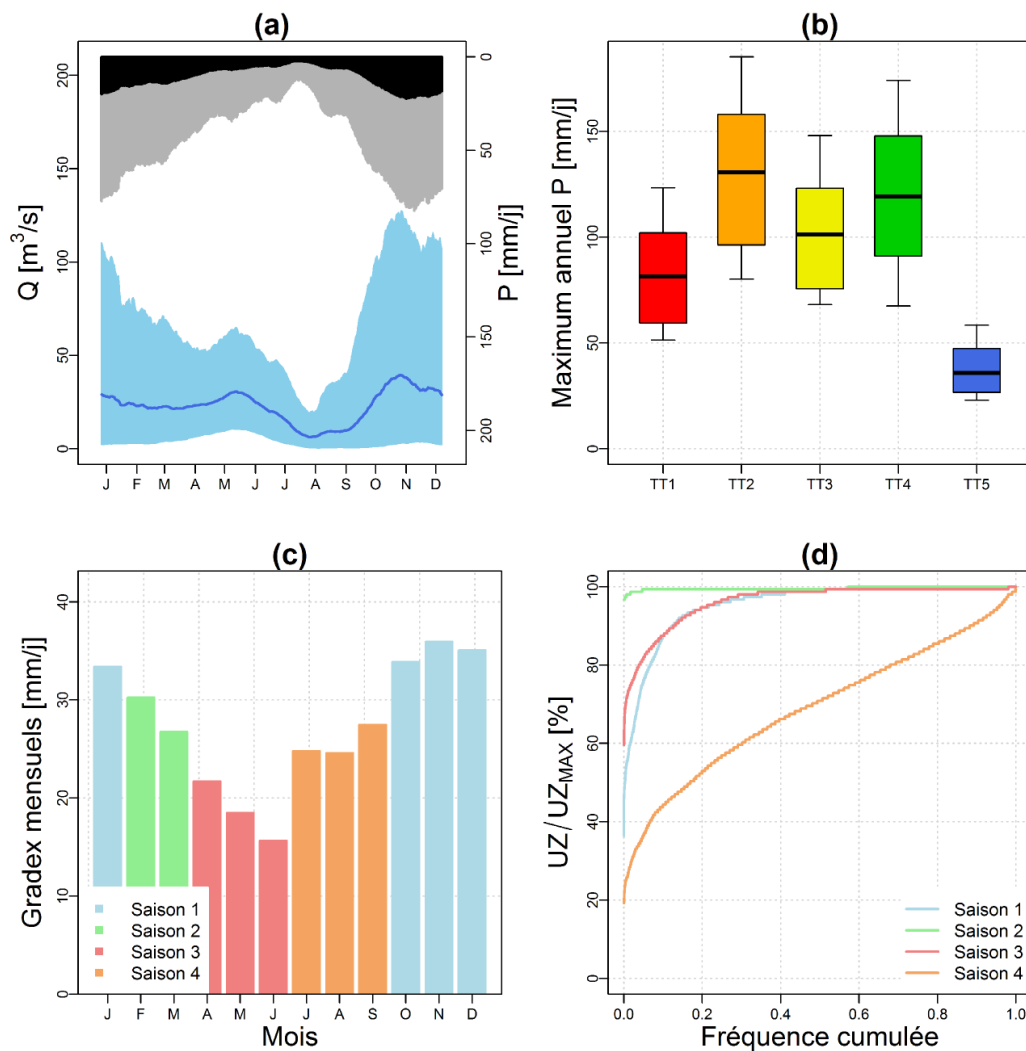 (a)
Q [m³/s]
0 50 100 150 200
P [mm/j]
0 50 100 150 200
J F M A M J J A S O N D
(b)
Maximum annuel P [mm/j]
0 50 100 150
TT1 TT2 TT3 TT4 TT5
(c)
Gradex mensuels [mm/j]
0 10 20 30 40
Saison 1
Saison 2
Saison 3
Saison 4
J F M A M J J A S O N D
Mois
(d)
UZ/UZMAX [%]
0 20 40 60 80 100
Saison 1
Saison 2
Saison 3
Saison 4
0.0 0.2 0.4 0.6 0.8 1.0
Fréquence cumulée